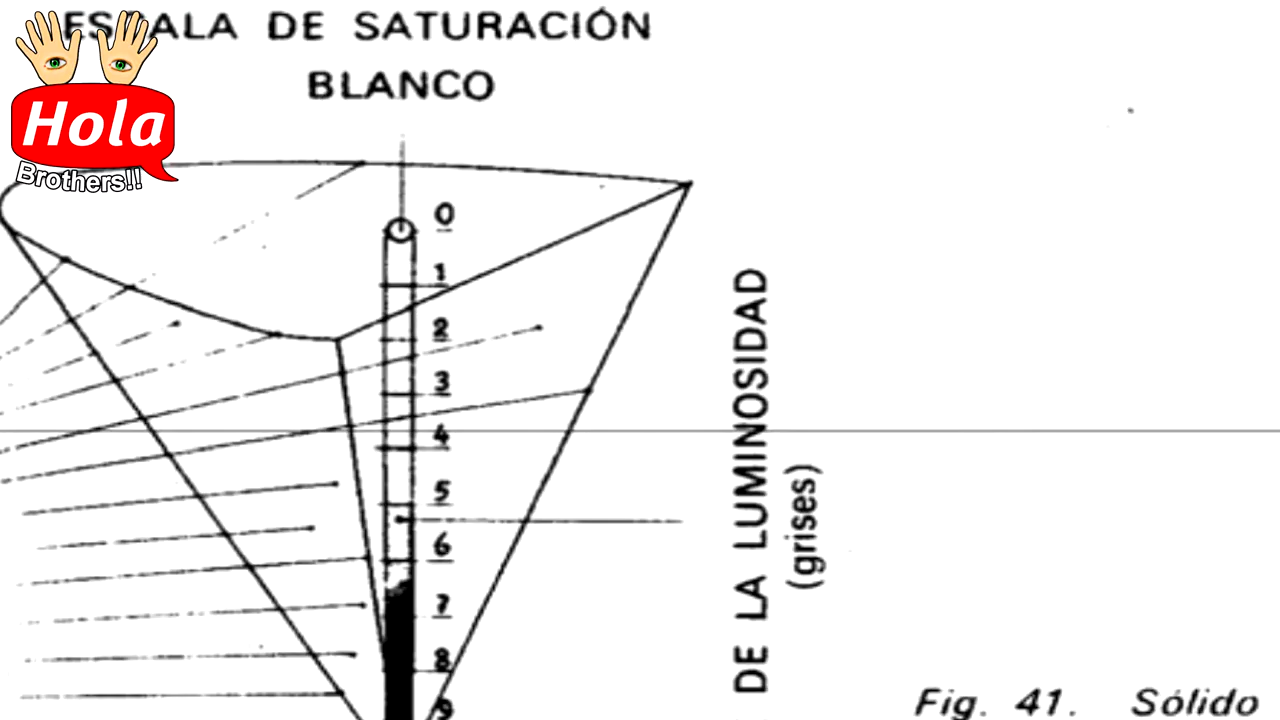 ESCALA DE SATURACIÓN
BLANCO
Hola
Brothers!!
0
1
2
3
4
5
6
7
8
9
DE LA LUMINOSIDAD
(grises)
Fig. 41. Sólido